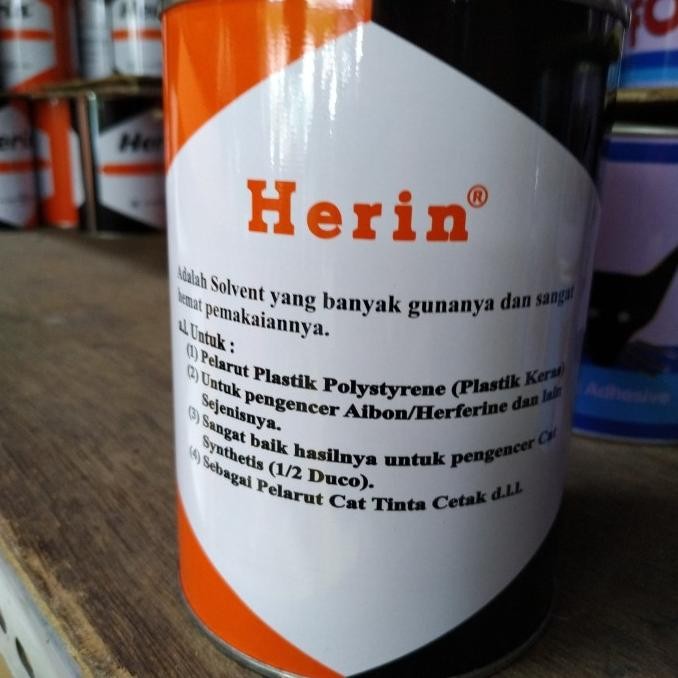 Herin®
Adalah Solvent yang banyak gunanya dan sangat
hemat pemakaiannya.
a.l. Untuk :
(1) Pelarut Plastik Polystyrene (Plastik Keras)
(2) Untuk pengencer Aibon/Herferine dan lain
Sejenisnya.
(3) Sangat baik hasilnya untuk pengencer Cat
Synthetis (1/2 Duco).
(4) Sebagai Pelarut Cat Tinta Cetak d.l.l.
Her
Adhesive